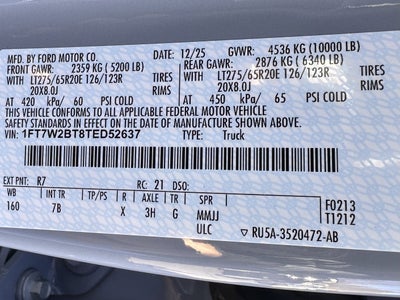 MFD. BY FORD MOTOR CO. 12/25 GVWR: 4536 KG (10000 LB)
FRONT GAWR: 2359 KG (5200 LB) REAR GAWR: 2876 KG (6340 LB)
WITH LT275/65R20E 126/123R TIRES WITH LT275/65R20E 126/123R TIRES
20X8.0J RIMS 20X8.0J RIMS
AT 420 kPa/ 60 PSI COLD AT 450 kPa/ 65 PSI COLD
THIS VEHICLE CONFORMS TO ALL APPLICABLE FEDERAL MOTOR VEHICLE
SAFETY STANDARDS IN EFFECT ON THE DATE OF MANUFACTURE SHOWN ABOVE.
VIN: 1FT7W2BT8TED52637 TYPE: Truck
EXT PNT: R7 RC: 21 DSO:
WB INT TR TP/PS R AXLE TR SPR F0213
160 7B X 3H G MMJJ T1212
ULC RU5A-3520472-AB